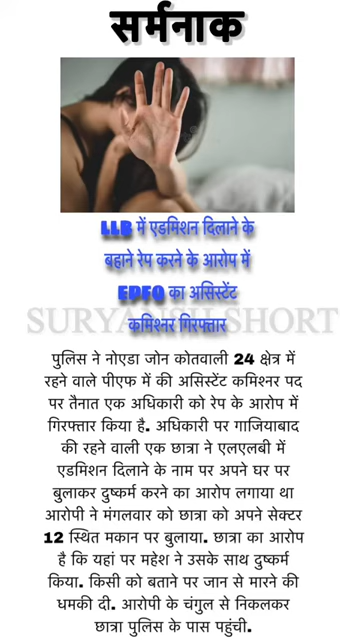 सर्मनाक
LLB में एडमिशन दिलाने के
बहाने रेप करने के आरोप में
EPFO का असिस्टेंट
कमिश्नर गिरफ्तार
पुलिस ने नोएडा जोन कोतवाली 24 क्षेत्र में
रहने वाले पीएफ में की असिस्टेंट कमिश्नर पद
पर तैनात एक अधिकारी को रेप के आरोप में
गिरफ्तार किया है. अधिकारी पर गाजियाबाद
की रहने वाली एक छात्रा ने एलएलबी में
एडमिशन दिलाने के नाम पर अपने घर पर
बुलाकर दुष्कर्म करने का आरोप लगाया था
आरोपी ने मंगलवार को छात्रा को अपने सेक्टर
12 स्थित मकान पर बुलाया. छात्रा का आरोप
है कि यहां पर महेश ने उसके साथ दुष्कर्म
किया. किसी को बताने पर जान से मारने की
धमकी दी. आरोपी के चंगुल से निकलकर
छात्रा पुलिस के पास पहुंची.